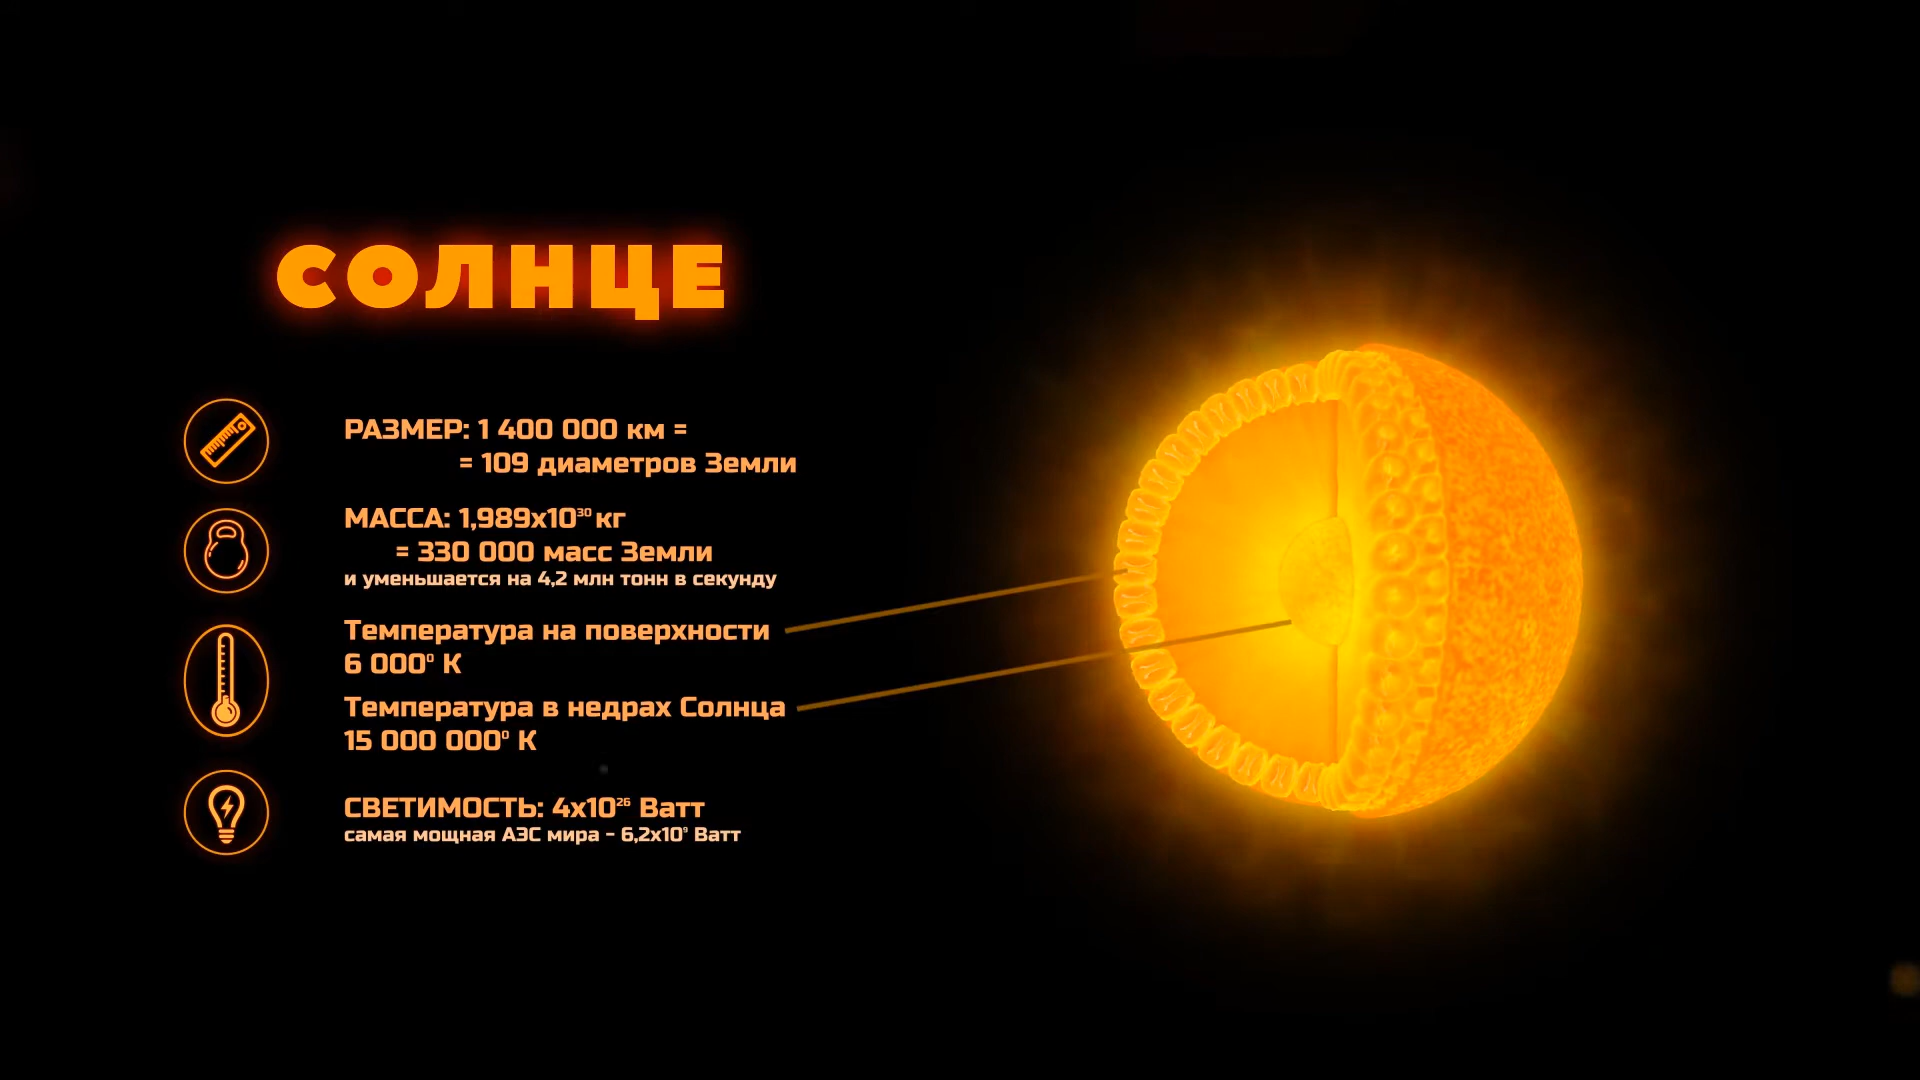 СОЛНЦЕ
РАЗМЕР: 1 400 000 км =
= 109 диаметров Земли
МАССА: 1,989x10³⁰ кг
= 330 000 масс Земли
и уменьшается на 4,2 млн тонн в секунду
Температура на поверхности
6 000⁰ К
Температура в недрах Солнца
15 000 000⁰ К
СВЕТИМОСТЬ: 4x10²⁶ Ватт
самая мощная АЭС мира - 6,2x10⁹ Ватт